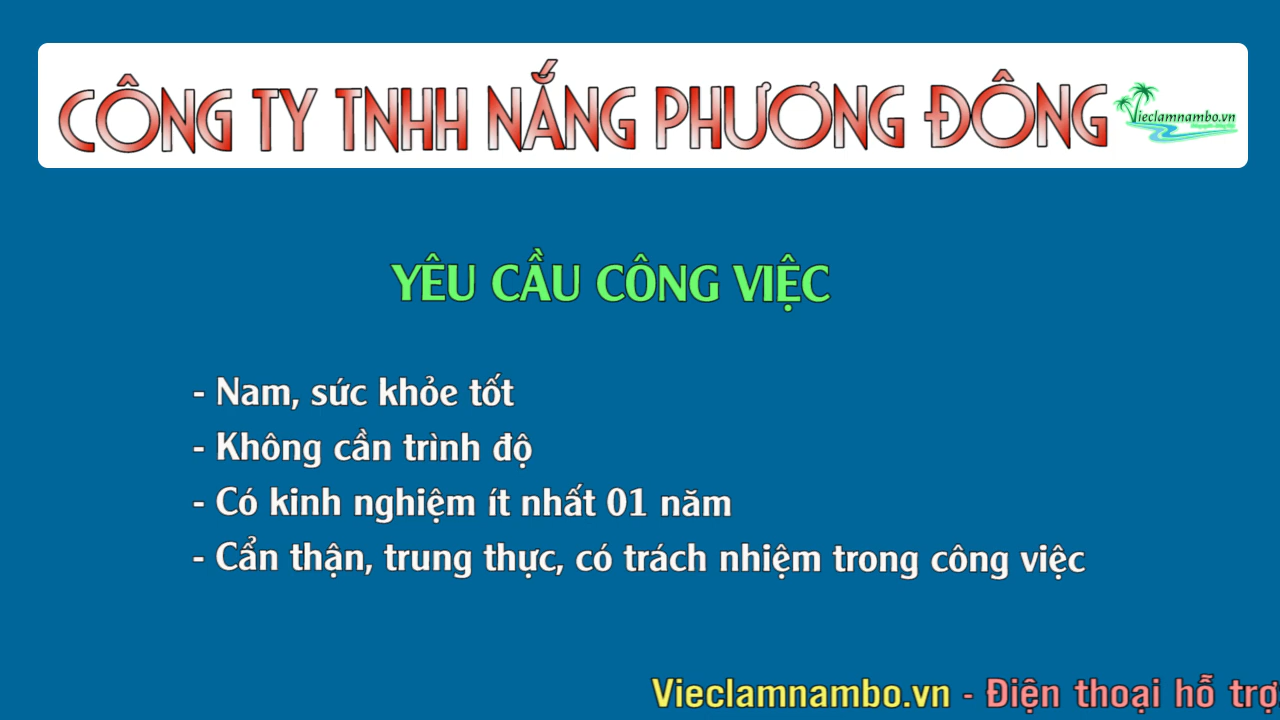 CÔNG TY TNHH NẮNG PHƯƠNG ĐÔNG
Vieclamnambo.vn
YÊU CẦU CÔNG VIỆC
- Nam, sức khỏe tốt
- Không cần trình độ
- Có kinh nghiệm ít nhất 01 năm
- Cẩn thận, trung thực, có trách nhiệm trong công việc
Vieclamnambo.vn - Điện thoại hỗ trợ